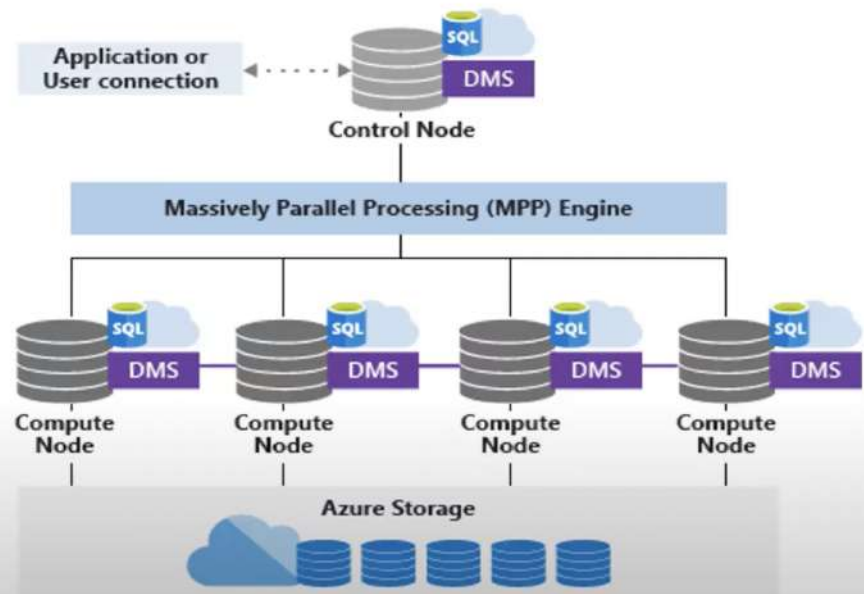 SQL
Application or
User connection
DMS
Control Node
Massively Parallel Processing (MPP) Engine
SQL
SQL
SQL
SQL
DMS
DMS
DMS
DMS
Compute
Node
Compute
Node
Compute
Node
Compute
Node
Azure Storage